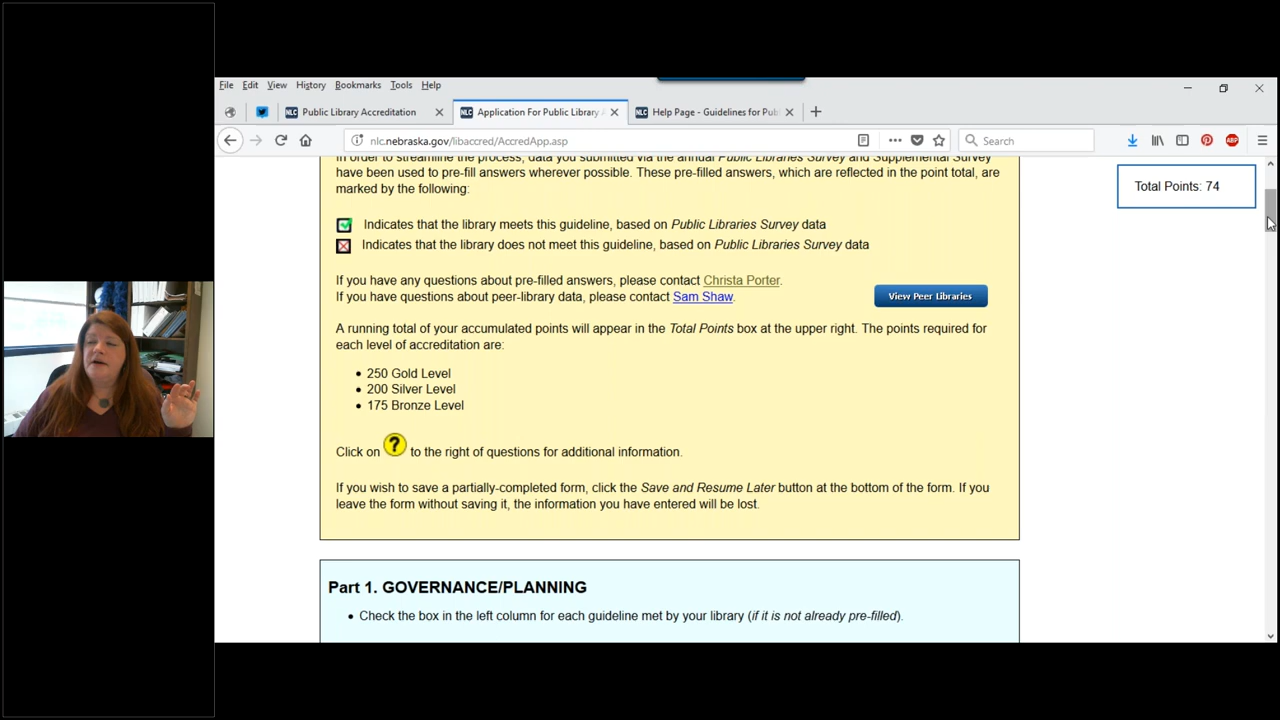 File Edit View History Bookmarks Tools Help
NLC Public Library Accreditation
NLC Application For Public Library A
NLC Help Page - Guidelines for Pub
nlc.nebraska.gov/libaccred/AccredApp.asp
Search
ABP
In order to streamline the process, data you submitted via the annual Public Libraries Survey and Supplemental Survey
have been used to pre-fill answers wherever possible. These pre-filled answers, which are reflected in the point total, are
marked by the following:
Total Points: 74
Indicates that the library meets this guideline, based on Public Libraries Survey data
Indicates that the library does not meet this guideline, based on Public Libraries Survey data
If you have any questions about pre-filled answers, please contact Christa Porter.
If you have questions about peer-library data, please contact Sam Shaw.
View Peer Libraries
A running total of your accumulated points will appear in the Total Points box at the upper right. The points required for
each level of accreditation are:
• 250 Gold Level
• 200 Silver Level
• 175 Bronze Level
Click on ? to the right of questions for additional information.
If you wish to save a partially-completed form, click the Save and Resume Later button at the bottom of the form. If you
leave the form without saving it, the information you have entered will be lost.
Part 1. GOVERNANCE/PLANNING
• Check the box in the left column for each guideline met by your library (if it is not already pre-filled).